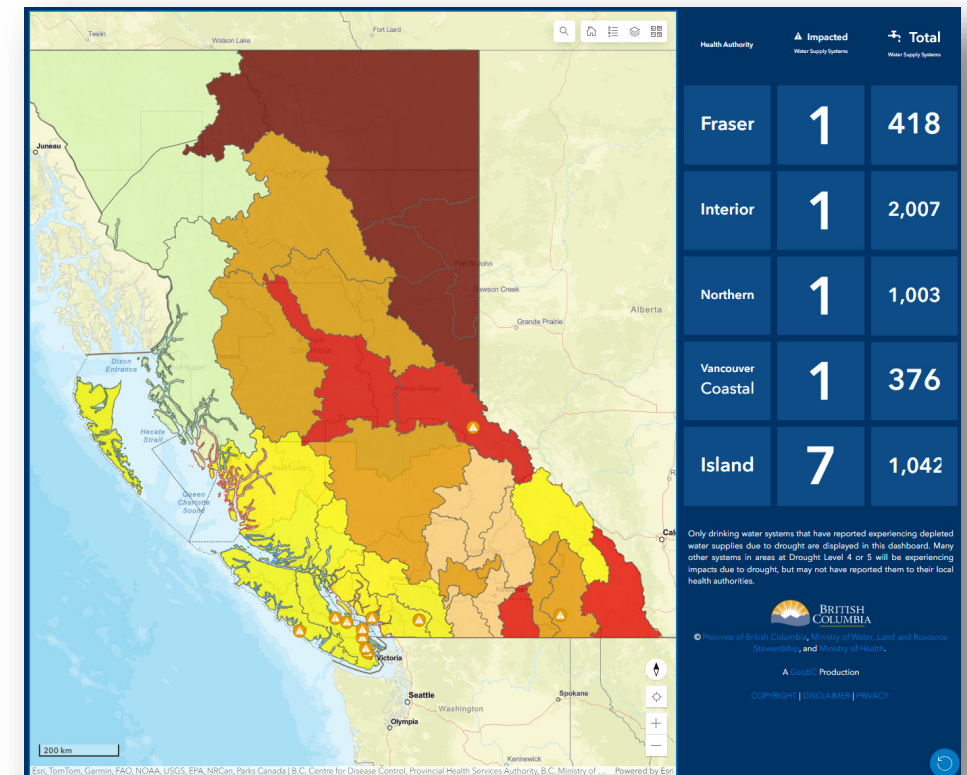 Teslin
Watson Lake
Fort Liard
Juneau
Fort St John
Dawson Creek
Grande Prairie
Alberta
British
Columbia
Prince George
Dixon
Entrance
Hecate
Strait
Queen
Charlotte
Sound
Victoria
Seattle
Washington
Spokane
Olympia
Kennewick
200 km
Esri, TomTom, Garmin, FAO, NOAA, USGS, EPA, NRCan, Parks Canada | B.C. Centre for Disease Control, Provincial Health Services Authority, B.C. Ministry of ... Powered by Esri
Health Authority
Impacted
Water Supply Systems
Total
Water Supply Systems
Fraser 1 418
Interior 1 2,007
Northern 1 1,003
Vancouver
Coastal 1 376
Island 7 1,042
Only drinking water systems that have reported experiencing depleted
water supplies due to drought are displayed in this dashboard. Many
other systems in areas at Drought Level 4 or 5 will be experiencing
impacts due to drought, but may not have reported them to their local
health authorities.
BRITISH
COLUMBIA
© Province of British Columbia, Ministry of Water, Land and Resource
Stewardship, and Ministry of Health.
A GeoBC Production
COPYRIGHT | DISCLAIMER | PRIVACY